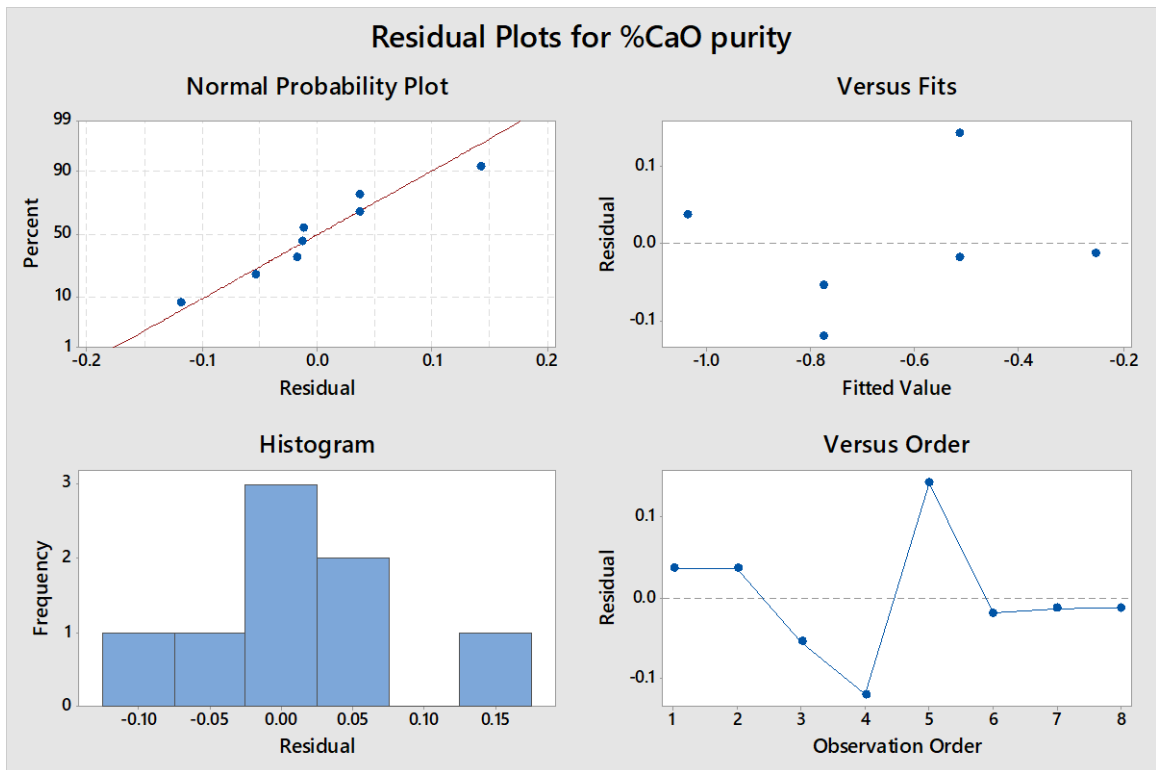 Residual Plots for %CaO purity
Normal Probability Plot
Percent
99
90
50
10
1
-0.2 -0.1 0.0 0.1 0.2
Residual
Versus Fits
Residual
0.1
0.0
-0.1
-1.0 -0.8 -0.6 -0.4 -0.2
Fitted Value
Histogram
Frequency
3
2
1
0
-0.10 -0.05 0.00 0.05 0.10 0.15
Residual
Versus Order
Residual
0.1
0.0
-0.1
1 2 3 4 5 6 7 8
Observation Order